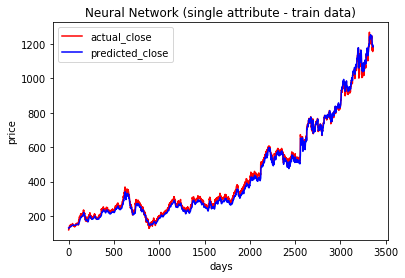 Neural Network (single attribute - train data)
actual_close
predicted_close
price
1200
1000
800
600
400
200
0
500
1000
1500
2000
2500
3000
3500
days